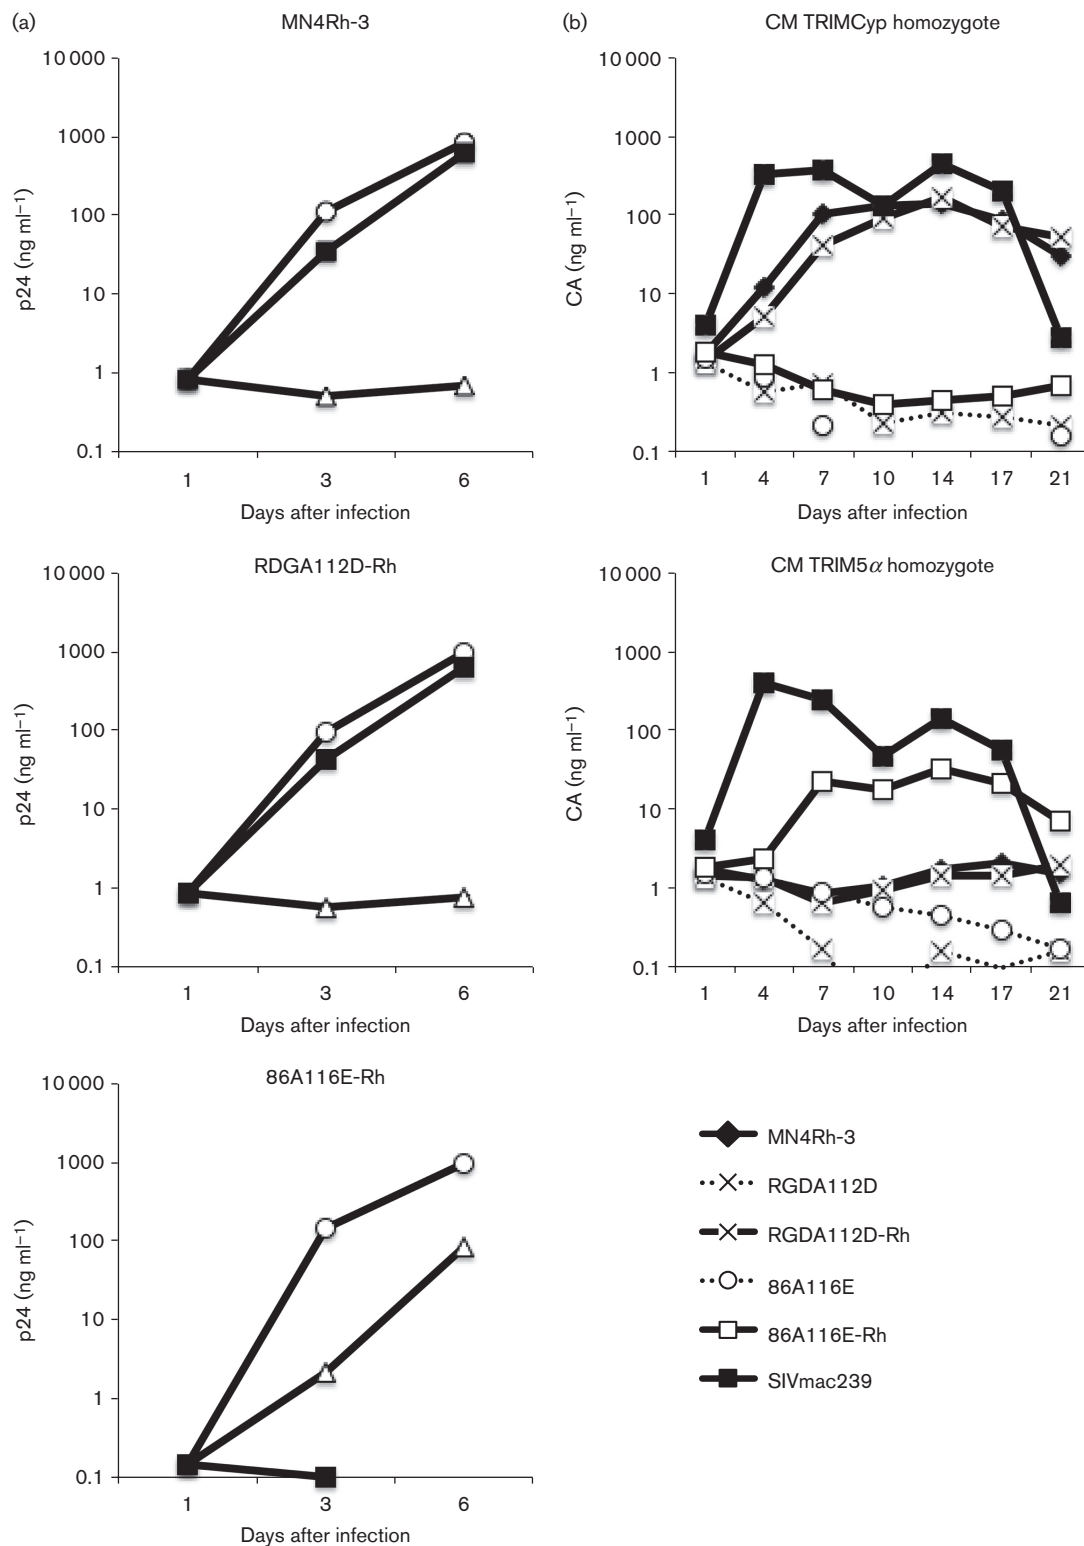 (a)
MN4Rh-3
10 000
1000
100
10
1
0.1
p24 (ng ml⁻¹)
1 3 6
Days after infection
RDGA112D-Rh
10 000
1000
100
10
1
0.1
p24 (ng ml⁻¹)
1 3 6
Days after infection
86A116E-Rh
10 000
1000
100
10
1
0.1
p24 (ng ml⁻¹)
1 3 6
Days after infection
(b)
CM TRIMCyp homozygote
10 000
1000
100
10
1
0.1
CA (ng ml⁻¹)
1 4 7 10 14 17 21
Days after infection
CM TRIM5α homozygote
10 000
1000
100
10
1
0.1
CA (ng ml⁻¹)
1 4 7 10 14 17 21
Days after infection
MN4Rh-3
RGDA112D
RGDA112D-Rh
86A116E
86A116E-Rh
SIVmac239